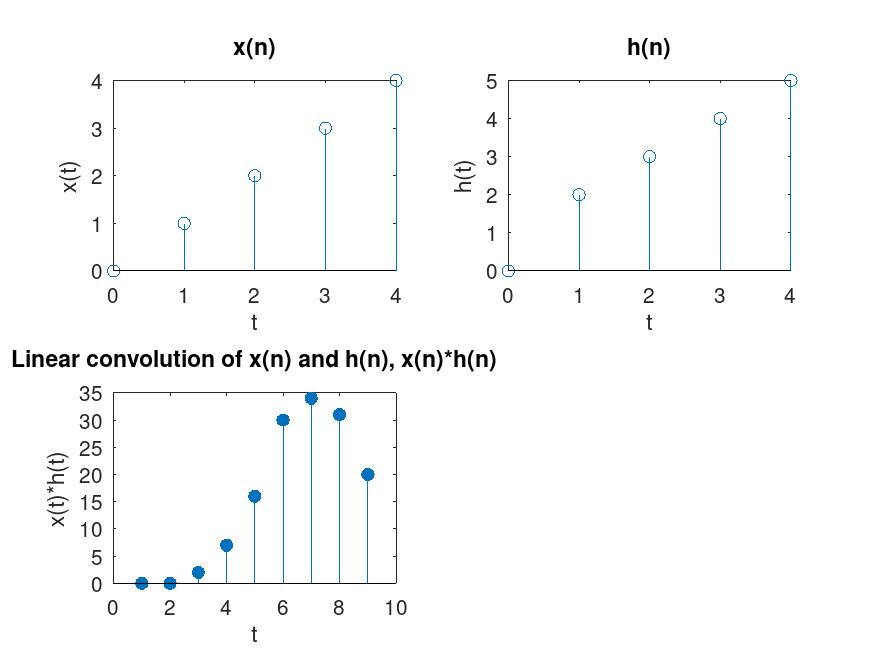 x(n)
h(n)
4
3
2
1
0
x(t)
0 1 2 3 4
t
5
4
3
2
1
0
h(t)
0 1 2 3 4
t
Linear convolution of x(n) and h(n), x(n)*h(n)
35
30
25
20
15
10
5
0
x(t)*h(t)
0 2 4 6 8 10
t